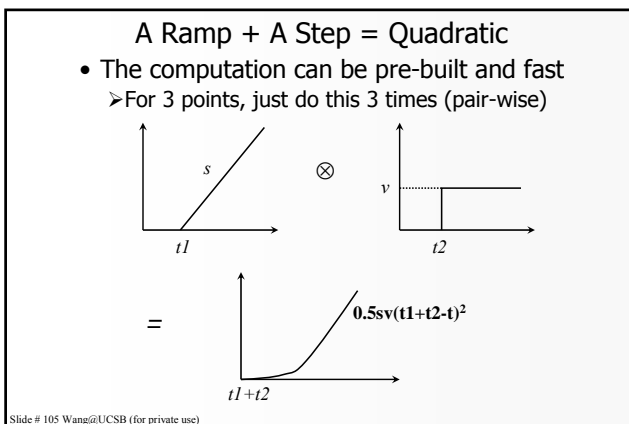 A Ramp + A Step = Quadratic
• The computation can be pre-built and fast
➢For 3 points, just do this 3 times (pair-wise)
s
⊗
v
t1
t2
=
0.5sv(t1+t2-t)²
t1+t2
Slide # 105 Wang@UCSB (for private use)